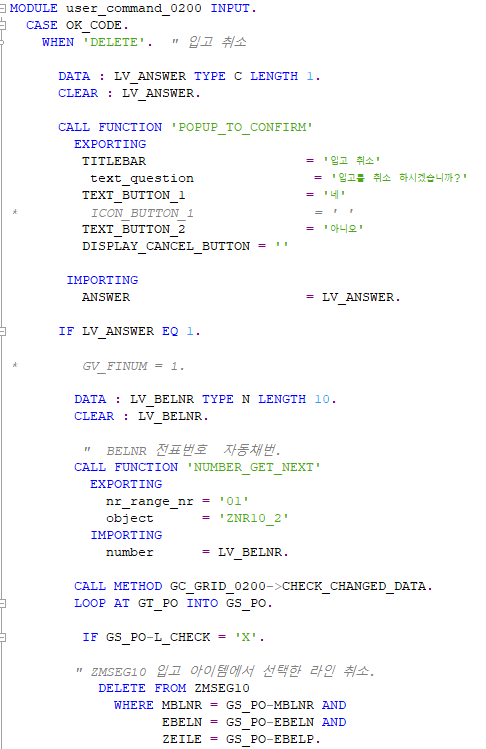 MODULE user_command_0200 INPUT.
CASE OK_CODE.
WHEN 'DELETE'. " 입고 취소
DATA : LV_ANSWER TYPE C LENGTH 1.
CLEAR : LV_ANSWER.
CALL FUNCTION 'POPUP_TO_CONFIRM'
EXPORTING
TITLEBAR = '입고 취소'
text_question = '입고를 취소 하시겠습니까?'
TEXT_BUTTON_1 = '네'
* ICON_BUTTON_1 = ' '
TEXT_BUTTON_2 = '아니오'
DISPLAY_CANCEL_BUTTON = ''
IMPORTING
ANSWER = LV_ANSWER.
IF LV_ANSWER EQ 1.
* GV_FINUM = 1.
DATA : LV_BELNR TYPE N LENGTH 10.
CLEAR : LV_BELNR.
" BELNR 전표번호 자동채번.
CALL FUNCTION 'NUMBER_GET_NEXT'
EXPORTING
nr_range_nr = '01'
object = 'ZNR10_2'
IMPORTING
number = LV_BELNR.
CALL METHOD GC_GRID_0200->CHECK_CHANGED_DATA.
LOOP AT GT_PO INTO GS_PO.
IF GS_PO-L_CHECK = 'X'.
" ZMSEG10 입고 아이템에서 선택한 라인 취소.
DELETE FROM ZMSEG10
WHERE MBLNR = GS_PO-MBLNR AND
EBELN = GS_PO-EBELN AND
ZEILE = GS_PO-EBELP.